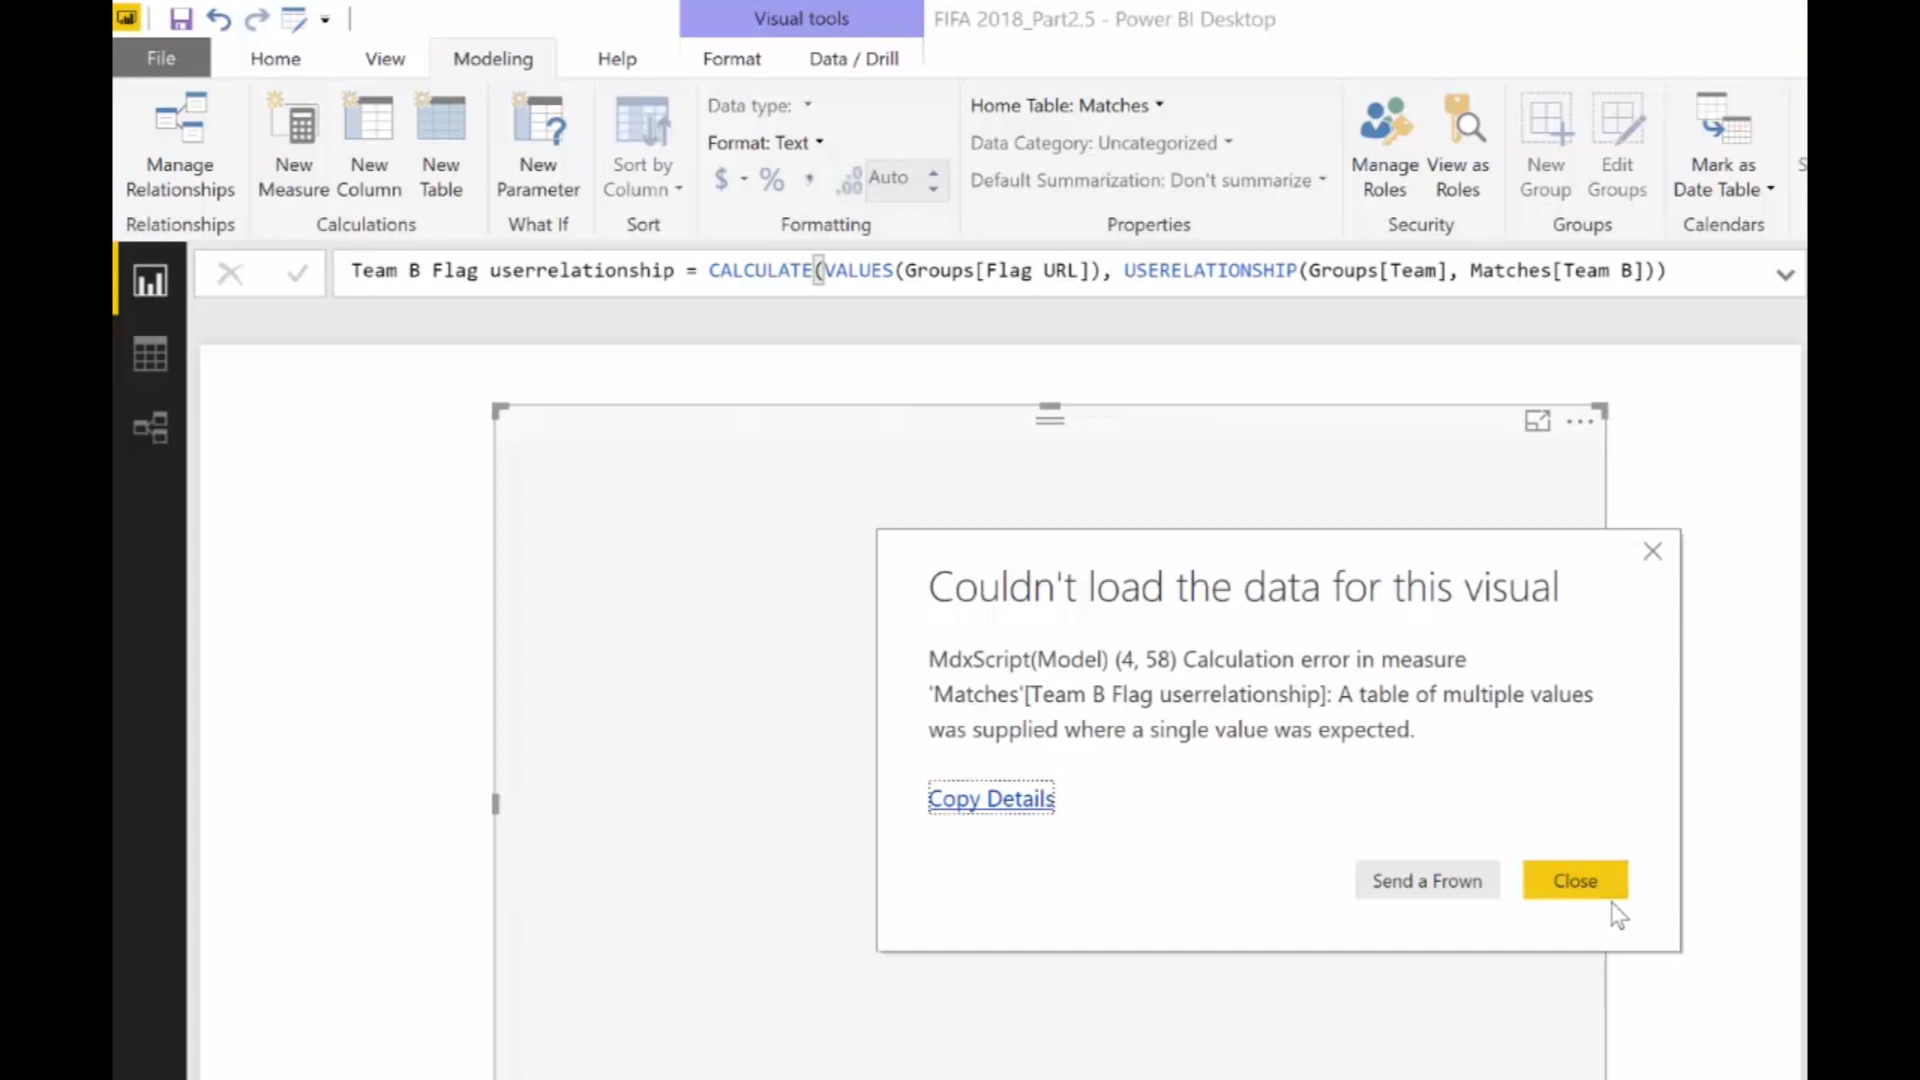 Visual tools
FIFA 2018_Part2.5 - Power BI Desktop
File
Home
View
Modeling
Help
Format
Data / Drill
Manage
Relationships
New
Measure
New
Column
New
Table
New
Parameter
Sort by
Column
Data type:
Format: Text
$ % , .00 Auto
Home Table: Matches
Data Category: Uncategorized
Default Summarization: Don't summarize
Manage
Roles
View as
Roles
New
Group
Edit
Groups
Mark as
Date Table
Relationships
Calculations
What If
Sort
Formatting
Properties
Security
Groups
Calendars
Team B Flag userrelationship = CALCULATE(VALUES(Groups[Flag URL]), USERELATIONSHIP(Groups[Team], Matches[Team B]))
Couldn't load the data for this visual
MdxScript(Model) (4, 58) Calculation error in measure
'Matches'[Team B Flag userrelationship]: A table of multiple values
was supplied where a single value was expected.
Copy Details
Send a Frown
Close